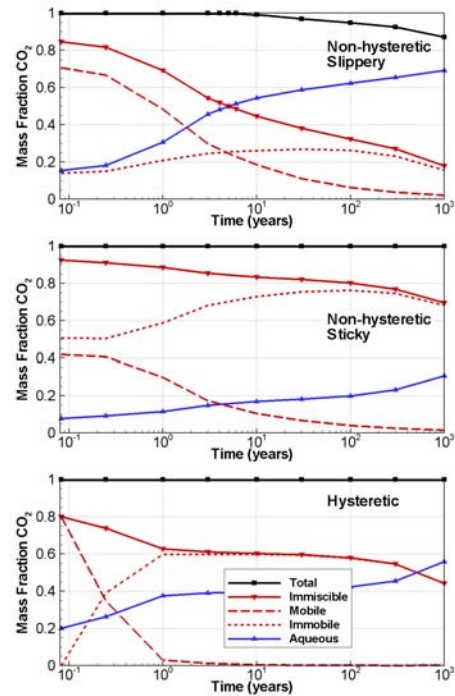 Mass Fraction CO2
1
0.8
0.6
0.4
0.2
0
Non-hysteretic
Slippery
10-1 100 101 102 103
Time (years)
Mass Fraction CO2
1
0.8
0.6
0.4
0.2
0
Non-hysteretic
Sticky
10-1 100 101 102 103
Time (years)
Mass Fraction CO2
1
0.8
0.6
0.4
0.2
0
Hysteretic
Total
Immiscible
Mobile
Immobile
Aqueous
10-1 100 101 102 103
Time (years)